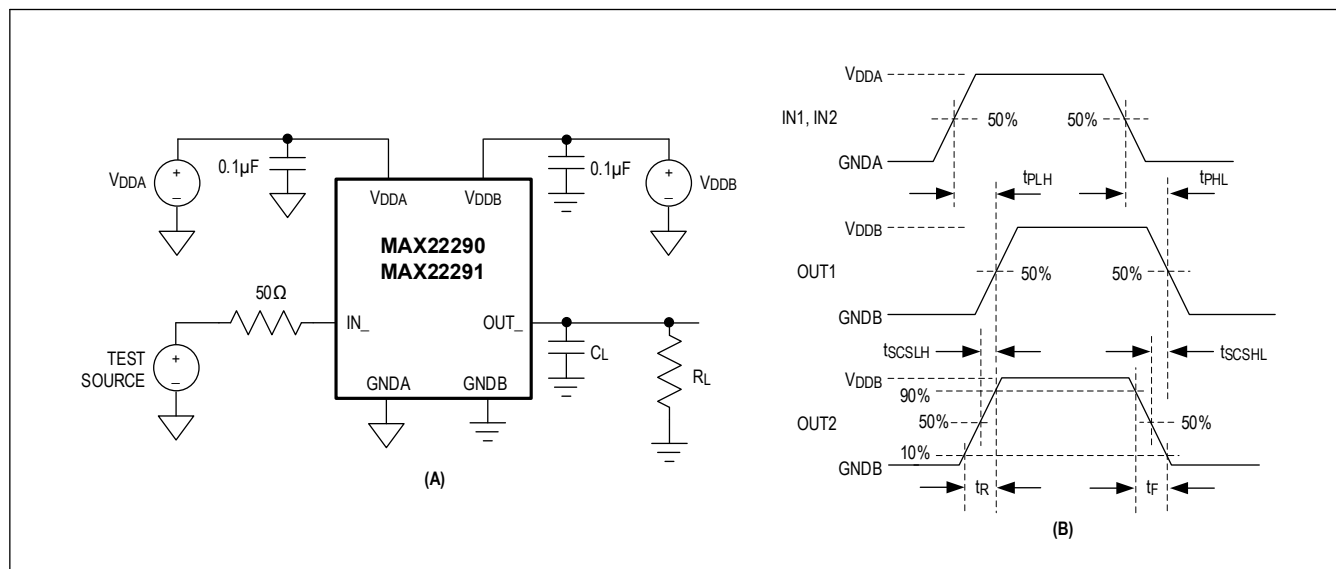 VDDA
0.1µF
0.1µF
VDDB
VDDA
VDDB
MAX22290
MAX22291
50Ω
IN_
OUT_
TEST
SOURCE
CL
RL
GNDA
GNDB
(A)
VDDA
IN1, IN2
50%
50%
GNDA
tPLH
tPHL
VDDB
OUT1
50%
50%
GNDB
tSCSLH
tSCSHL
VDDB
90%
OUT2
50%
50%
10%
GNDB
tR
tF
(B)